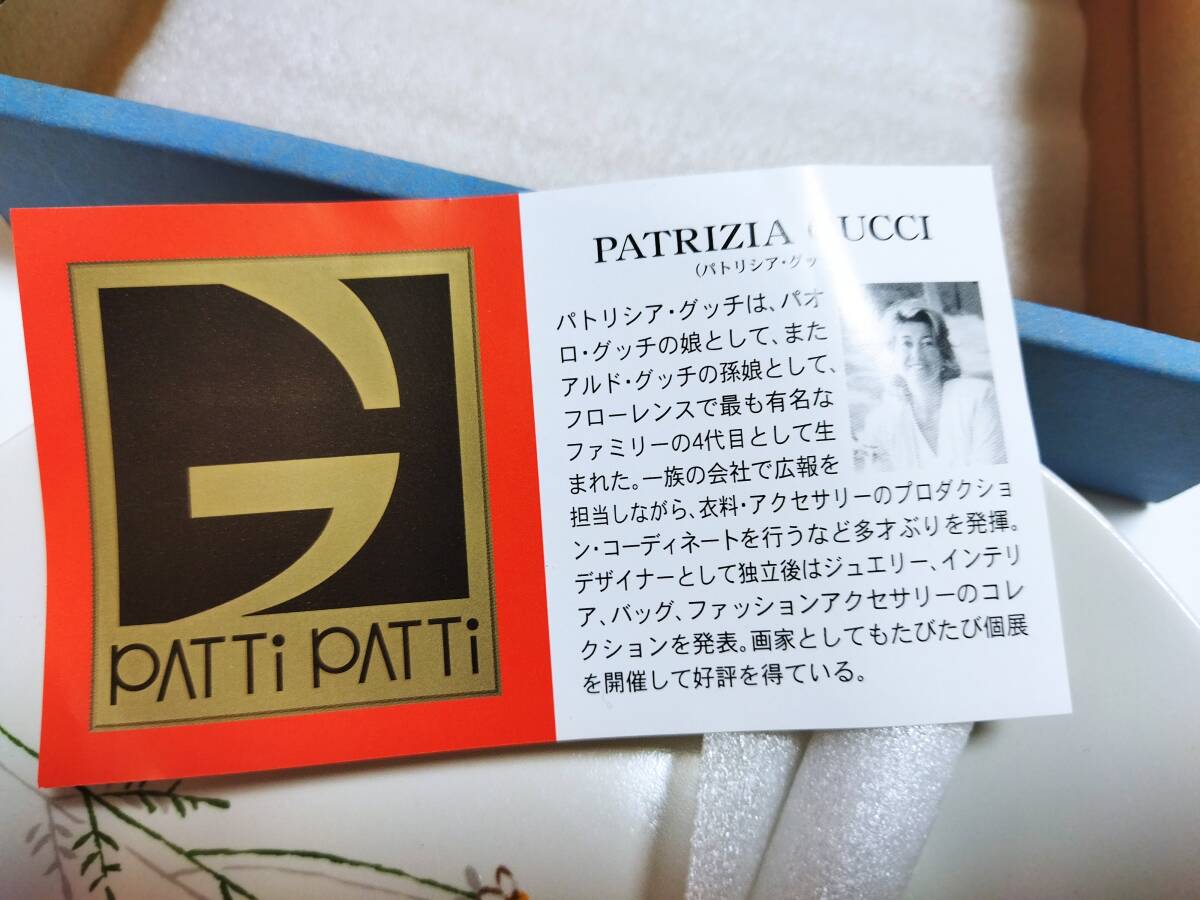 PATTi PATTi
PATRIZIA GUCCI
(パトリシア・グッ
パトリシア・グッチは、パオ
ロ・グッチの娘として、また
アルド・グッチの孫娘として、
フローレンスで最も有名な
ファミリーの4代目として生
まれた。一族の会社で広報を
担当しながら、衣料・アクセサリーのプロダクショ
ン・コーディネートを行うなど多才ぶりを発揮。
デザイナーとして独立後はジュエリー、インテリ
ア、バッグ、ファッションアクセサリーのコレ
クションを発表。画家としてもたびたび個展
を開催して好評を得ている。